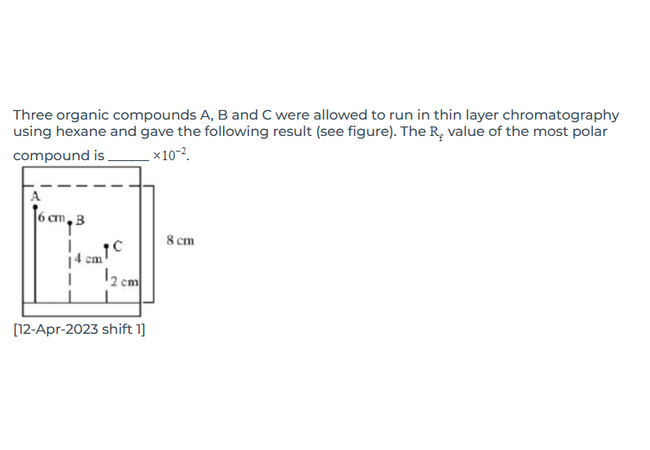 Three organic compounds A, B and C were allowed to run in thin layer chromatography
using hexane and gave the following result (see figure). The R_f value of the most polar
compound is ______ ×10⁻².
A
6 cm B
8 cm
C
4 cm
2 cm
[12-Apr-2023 shift 1]